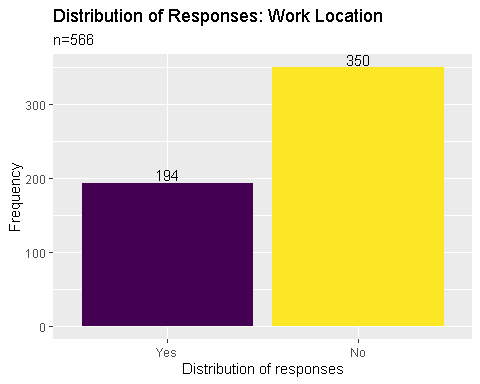 Distribution of Responses: Work Location
n=566
350
300
194
200
Frequency
100
0
Yes No
Distribution of responses